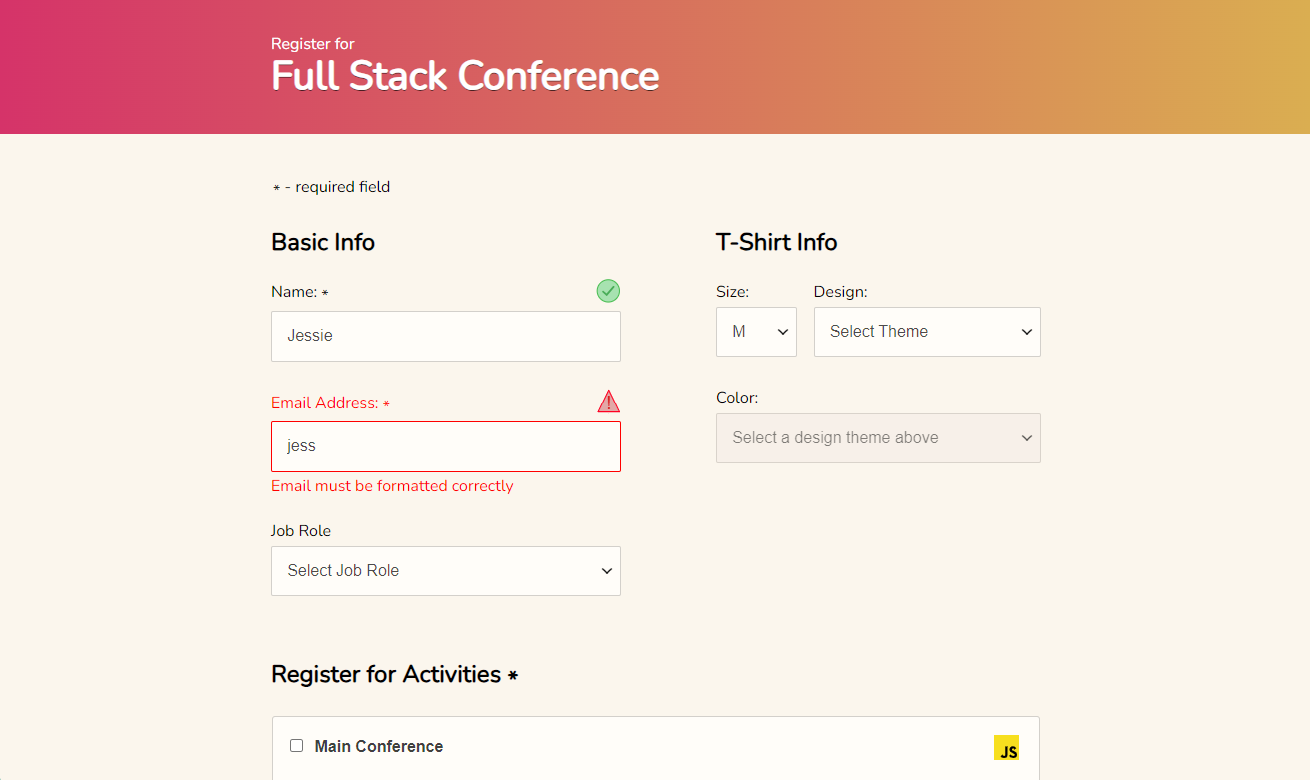 Register for
Full Stack Conference
* - required field
Basic Info
Name: *
Jessie
Email Address: *
jess
Email must be formatted correctly
Job Role
Select Job Role
T-Shirt Info
Size:
Design:
M
Select Theme
Color:
Select a design theme above
Register for Activities *
Main Conference
JS